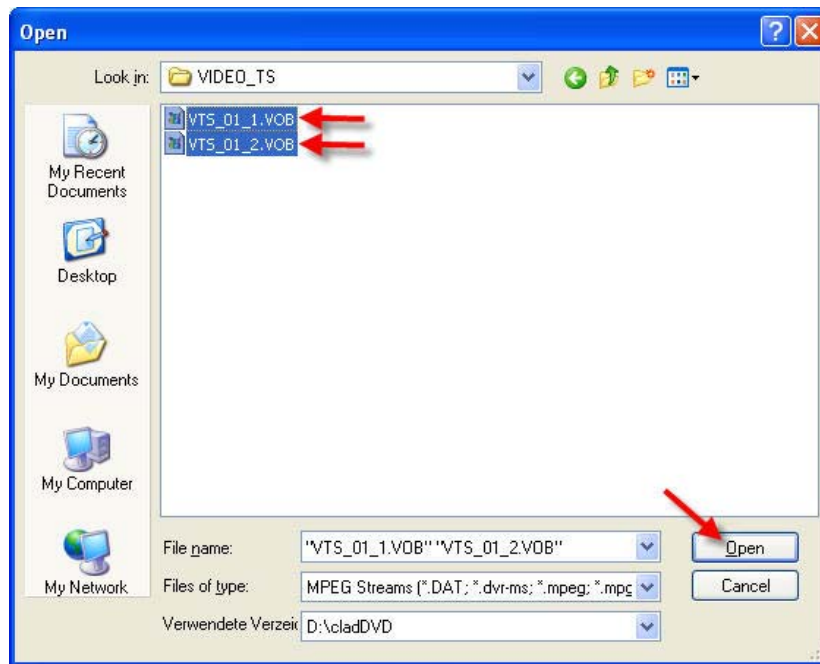 Open
Look in: VIDEO_TS
VTS_01_1.VOB
VTS_01_2.VOB
My Recent
Documents
Desktop
My Documents
My Computer
My Network
File name: "VTS_01_1.VOB" "VTS_01_2.VOB"
Open
Files of type: MPEG Streams (*.DAT; *.dvr-ms; *.mpeg; *.mpg
Cancel
Verwendete Verzeic D:\cladDVD